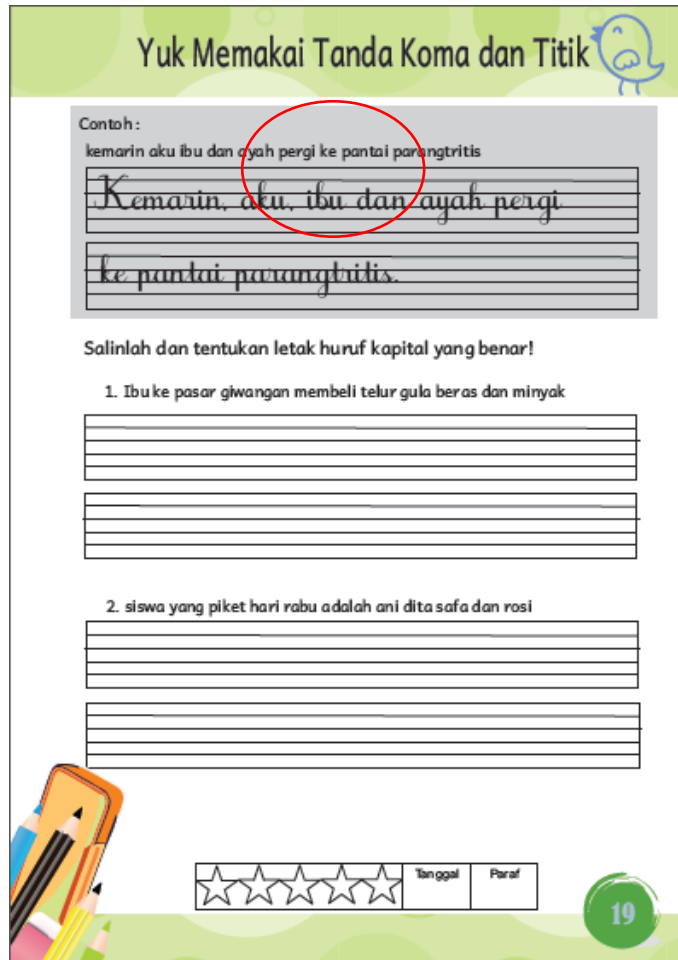 Yuk Memakai Tanda Koma dan Titik
Contoh :
kemarin aku ibu dan ayah pergi ke pantai parangtritis
Kemarin, aku, ibu dan ayah pergi
ke pantai parangtritis.
Salinlah dan tentukan letak huruf kapital yang benar!
1. Ibu ke pasar giwangan membeli telur gula beras dan minyak
2. siswa yang piket hari rabu adalah ani dita safa dan rosi
Tanggal Paraf
19